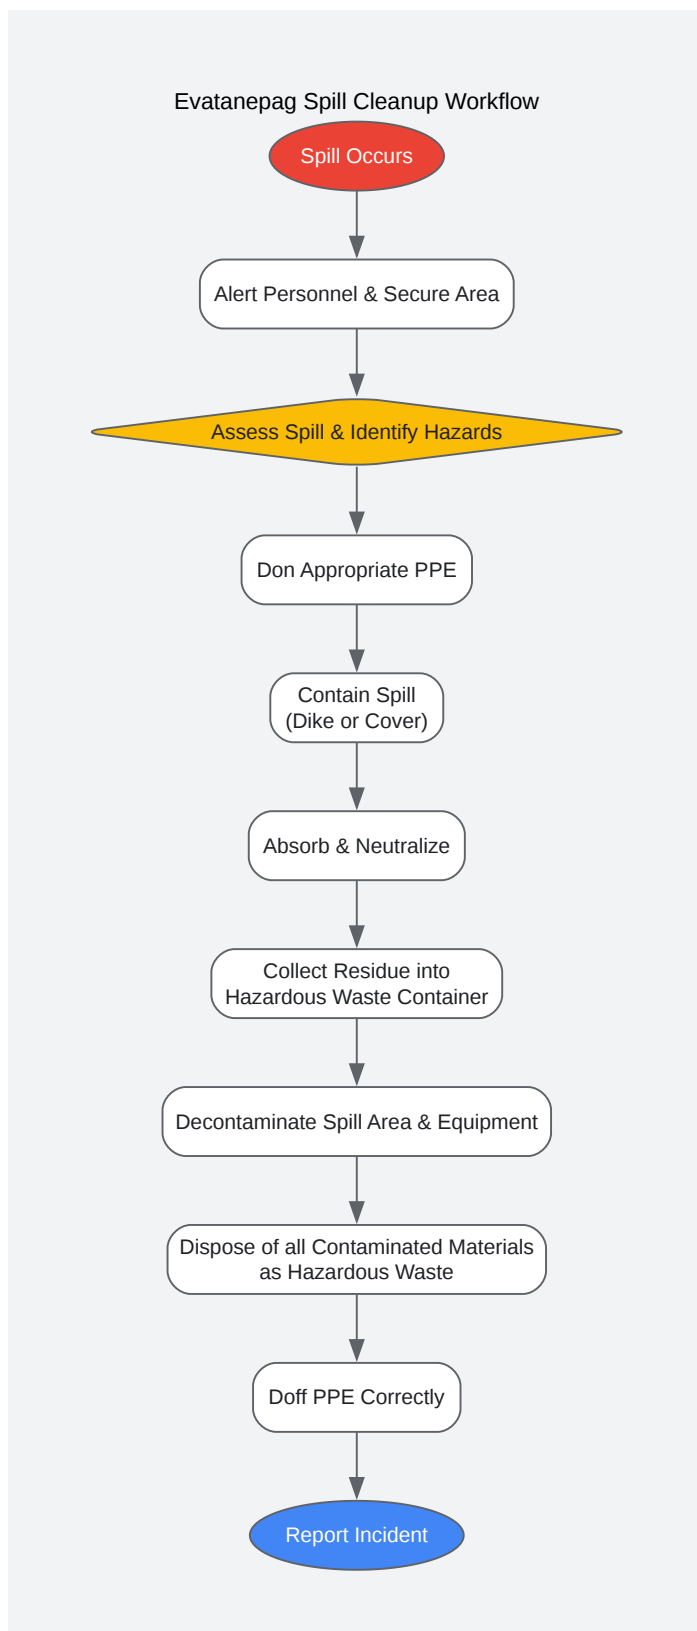 Evatanepag Spill Cleanup Workflow
Spill Occurs
Alert Personnel & Secure Area
Assess Spill & Identify Hazards
Don Appropriate PPE
Contain Spill
(Dike or Cover)
Absorb & Neutralize
Collect Residue into
Hazardous Waste Container
Decontaminate Spill Area & Equipment
Dispose of all Contaminated Materials
as Hazardous Waste
Doff PPE Correctly
Report Incident